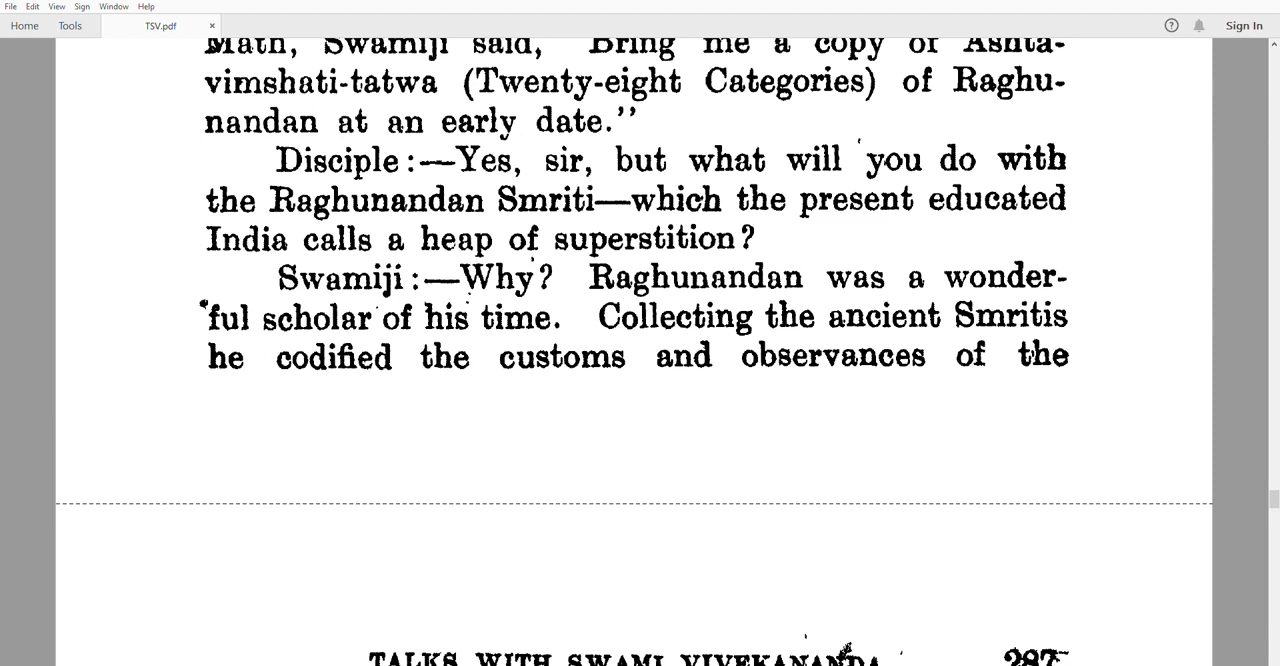 File Edit View Sign Window Help
Home Tools TSV.pdf × ? Sign In
Math, Swamiji said, "Bring me a copy of Ashta-
vimshati-tatwa (Twenty-eight Categories) of Raghu-
nandan at an early date.”
Disciple:—Yes, sir, but what will you do with
the Raghunandan Smriti—which the present educated
India calls a heap of superstition?
Swamiji:—Why? Raghunandan was a wonder-
ful scholar of his time. Collecting the ancient Smritis
he codified the customs and observances of the
TALKS WITH SWAMI VIVEKANANDA 287